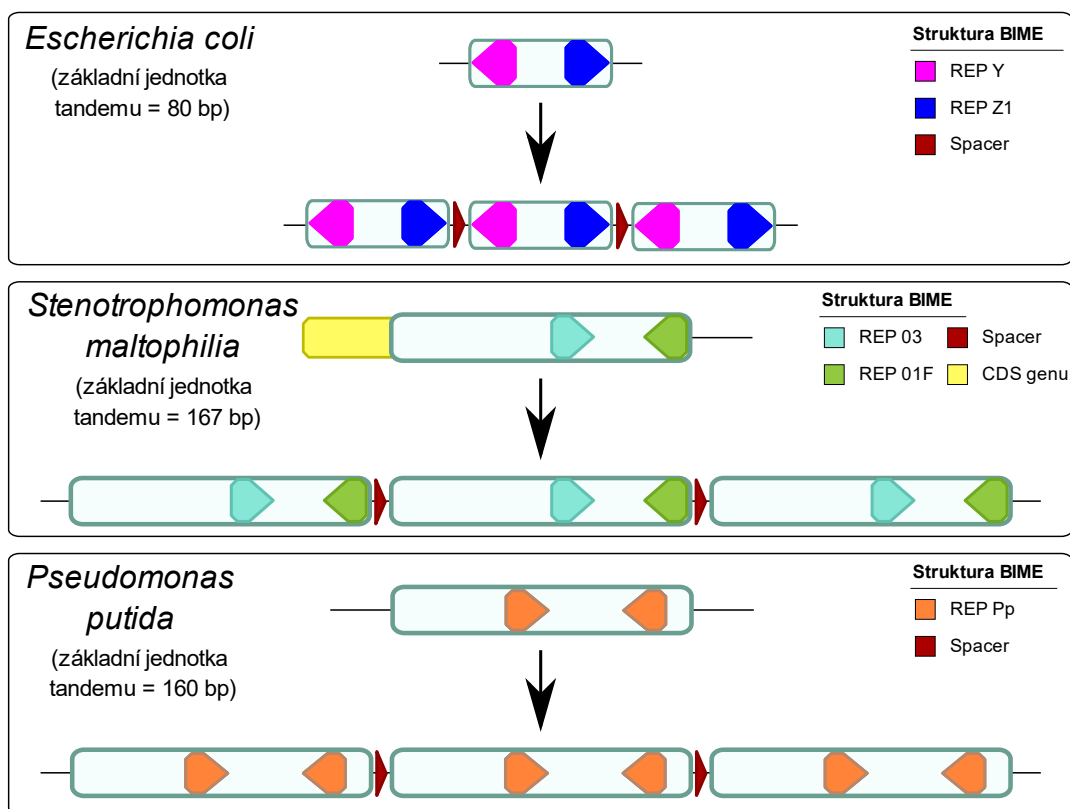 Escherichia coli
(základní jednotka
tandemu = 80 bp)
Struktura BIME
REP Y
REP Z1
Spacer
Stenotrophomonas
maltophilia
(základní jednotka
tandemu = 167 bp)
Struktura BIME
REP 03
Spacer
REP 01F
CDS genu
Pseudomonas
putida
(základní jednotka
tandemu = 160 bp)
Struktura BIME
REP Pp
Spacer